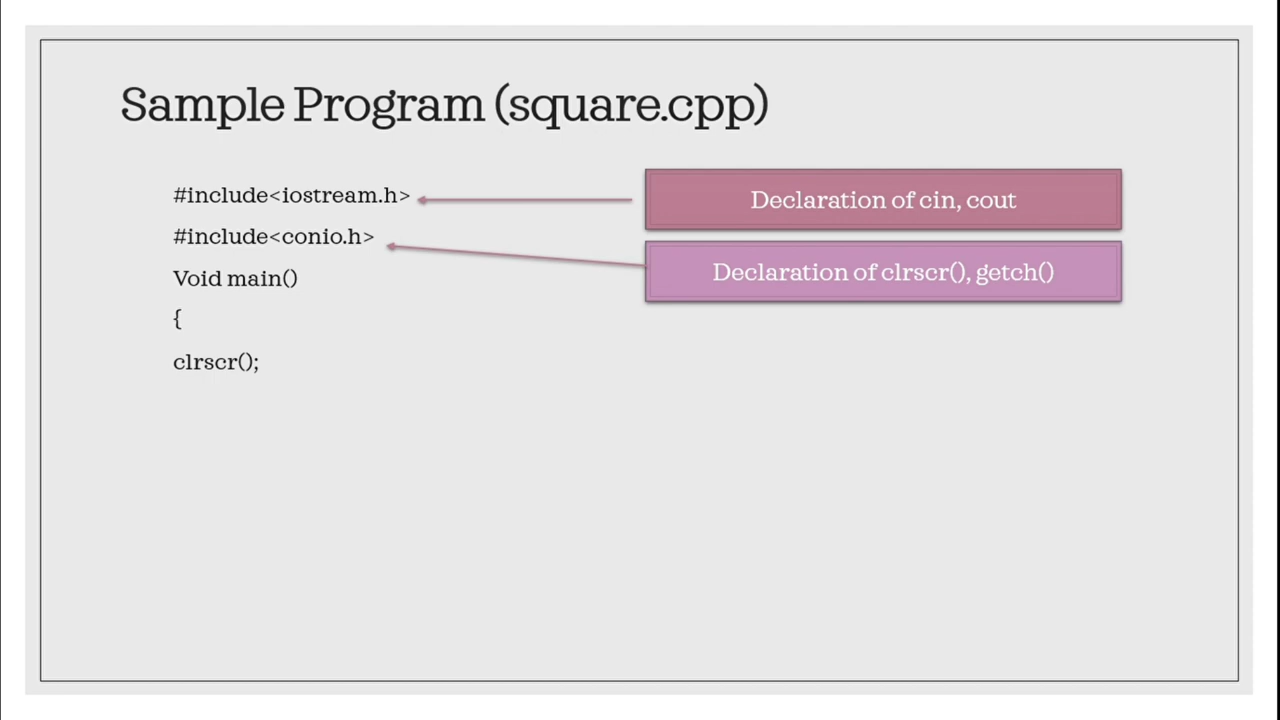 Sample Program (square.cpp)
#include<iostream.h>
Declaration of cin, cout
#include<conio.h>
Declaration of clrscr(), getch()
Void main()
{
clrscr();